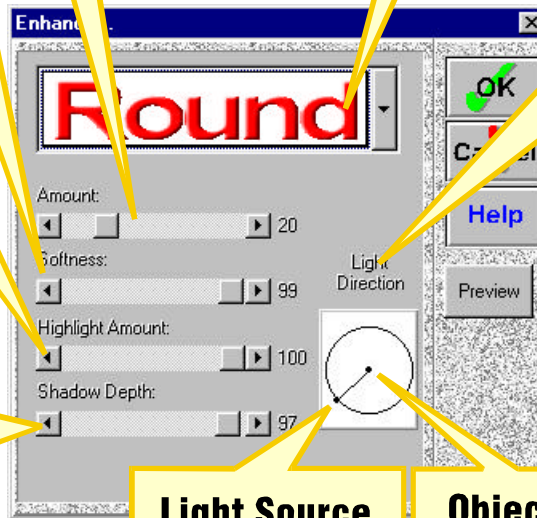 Enhance
Round
OK
Cancel
Help
Preview
Amount:
20
Softness:
99
Light
Direction
Highlight Amount:
100
Shadow Depth:
97
Light Source
Objec